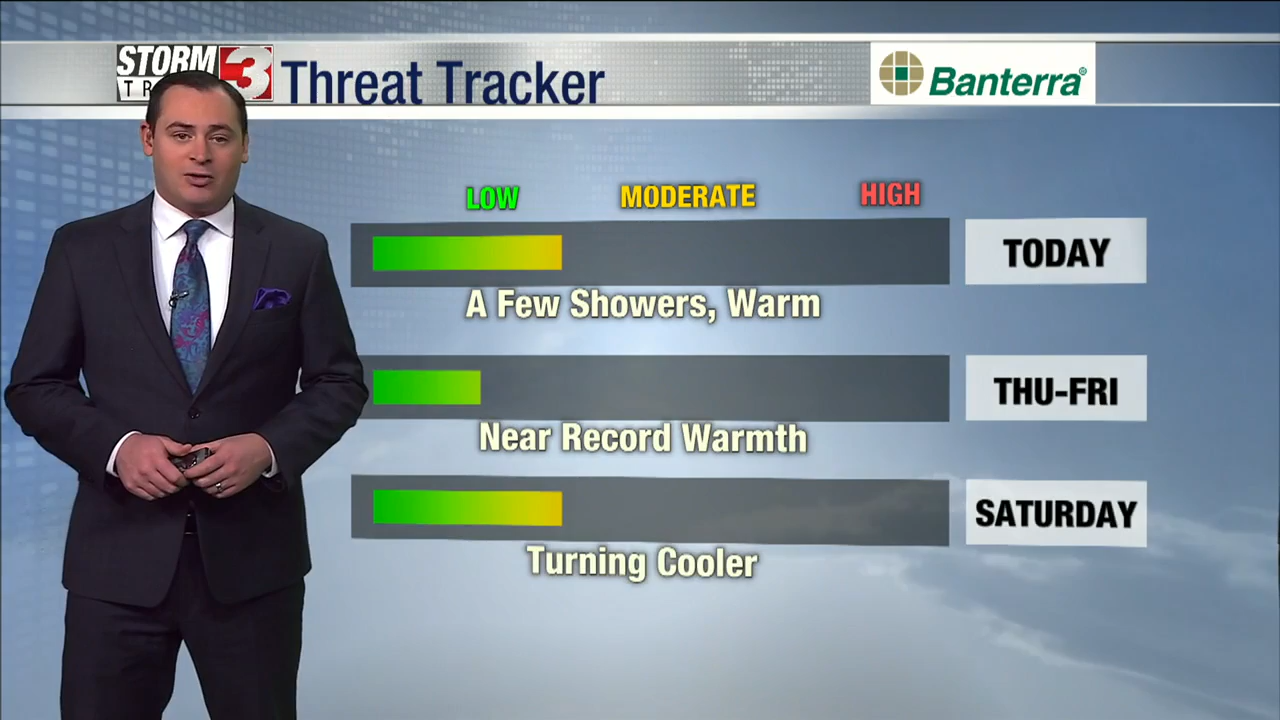 STORM
TR
3
Threat Tracker
Banterra®
LOW
MODERATE
HIGH
TODAY
A Few Showers, Warm
THU-FRI
Near Record Warmth
SATURDAY
Turning Cooler